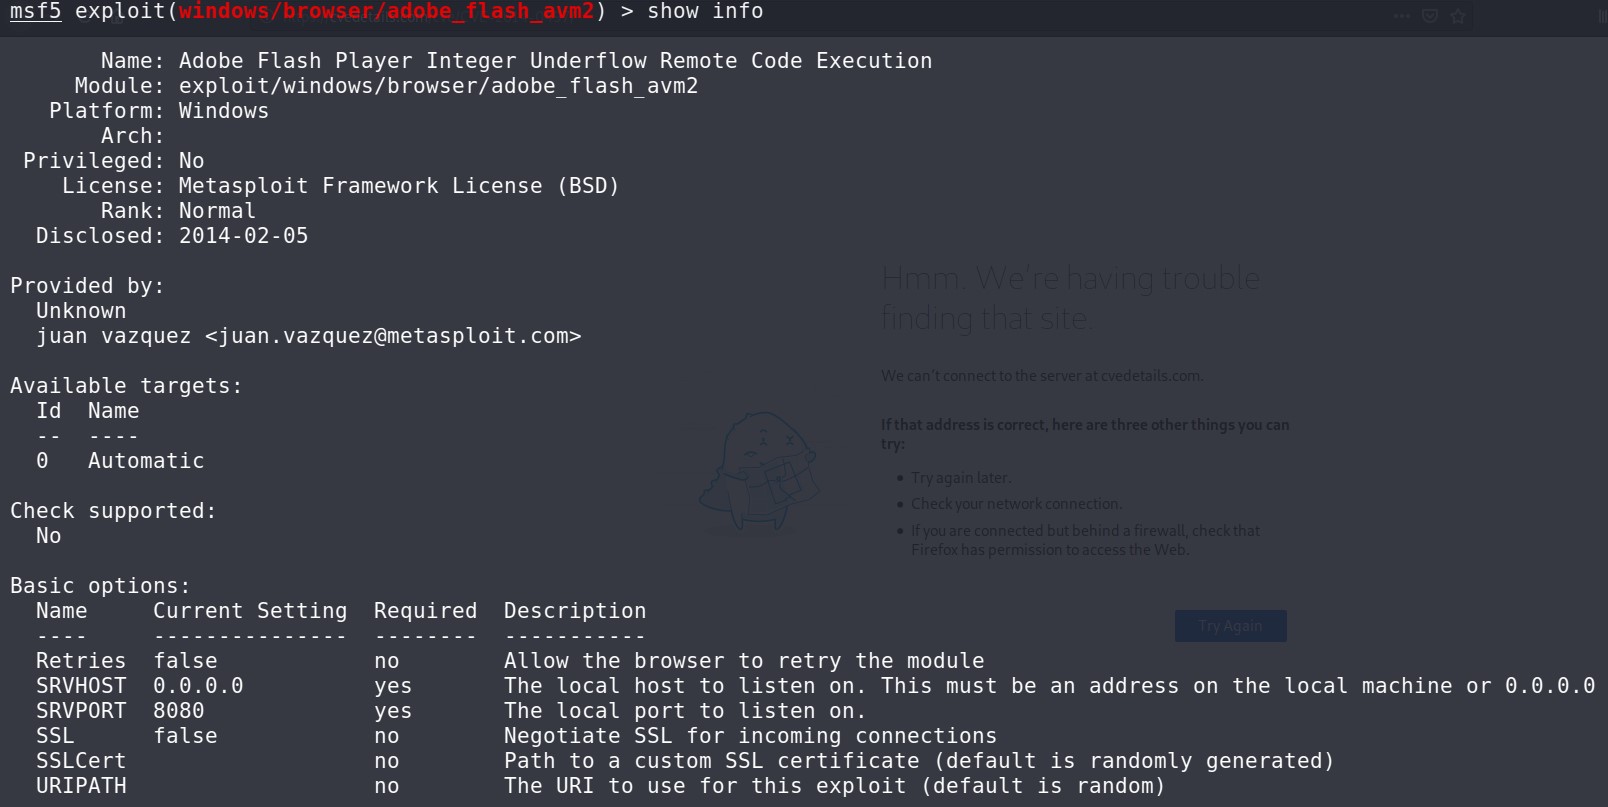 msf5 exploit(windows/browser/adobe_flash_avm2) > show info
Name: Adobe Flash Player Integer Underflow Remote Code Execution
Module: exploit/windows/browser/adobe_flash_avm2
Platform: Windows
Arch:
Privileged: No
License: Metasploit Framework License (BSD)
Rank: Normal
Disclosed: 2014-02-05
Provided by:
Unknown
juan vazquez <juan.vazquez@metasploit.com>
Available targets:
Id  Name
--  ----
0   Automatic
Check supported:
No
Basic options:
Name     Current Setting  Required  Description
----     ---------------  --------  -----------
Retries  false            no        Allow the browser to retry the module
SRVHOST  0.0.0.0          yes       The local host to listen on. This must be an address on the local machine or 0.0.0.0
SRVPORT  8080             yes       The local port to listen on.
SSL      false            no        Negotiate SSL for incoming connections
SSLCert                   no        Path to a custom SSL certificate (default is randomly generated)
URIPATH                   no        The URI to use for this exploit (default is random)
Hmm. We're having trouble
finding that site.
We can't connect to the server at cvedetails.com.
If that address is correct, here are three other things you can
try:
• Try again later.
• Check your network connection.
• If you are connected but behind a firewall, check that
Firefox has permission to access the Web.
Try Again